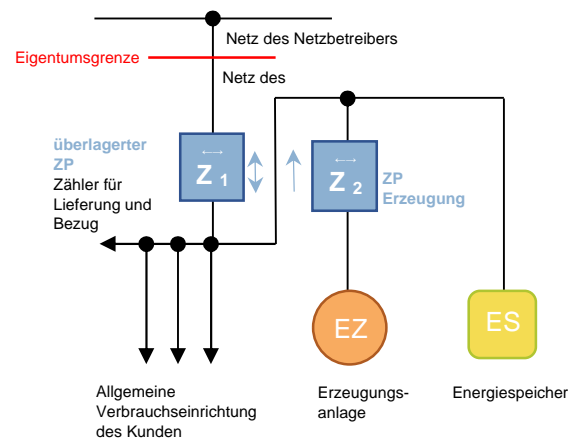 Netz des Netzbetreibers
Eigentumsgrenze
Netz des
überlagerter
ZP
Zähler für
Lieferung und
Bezug
Z 1
Z 2
ZP
Erzeugung
EZ
ES
Allgemeine
Verbrauchseinrichtung
des Kunden
Erzeugungs-
anlage
Energiespeicher